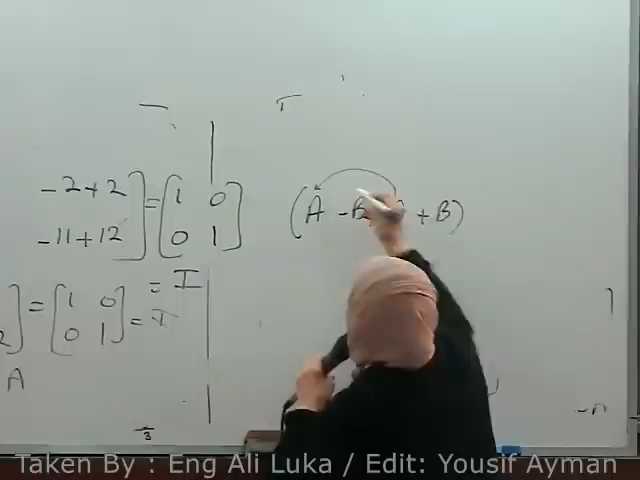 -2+2] = [1 0
-11+12] [0 1]
(A - B + B)
] = [1 0 = I
2] [0 1] = I
A
Taken By : Eng Ali Luka / Edit: Yousif Ayman